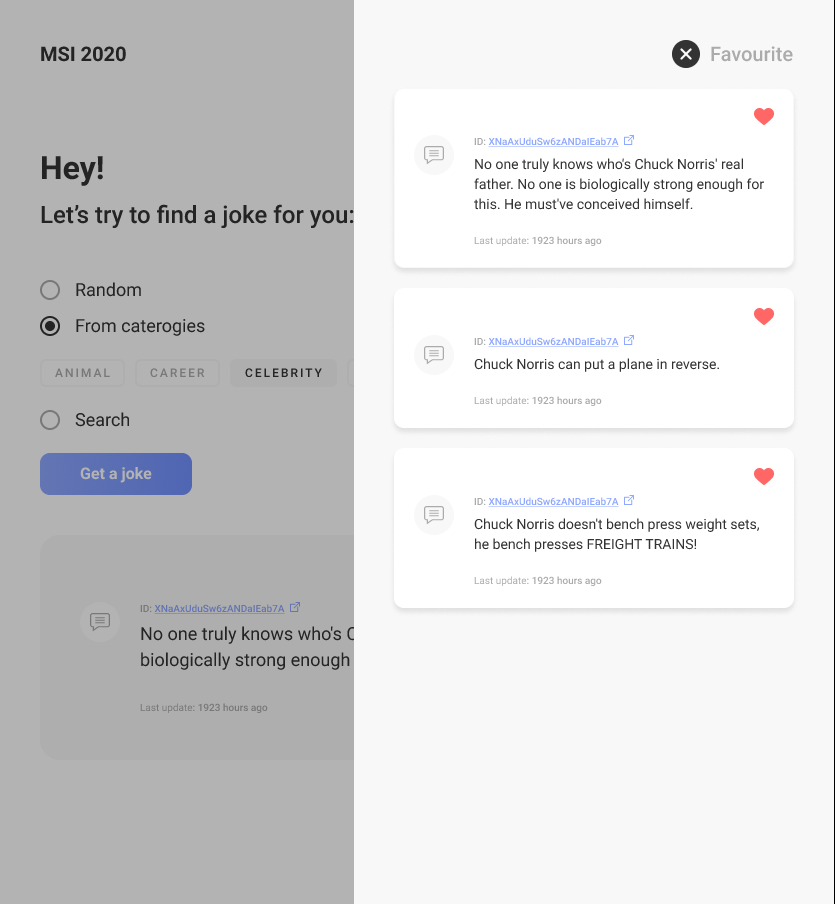 MSI 2020
Hey!
Let's try to find a joke for you:
Random
From caterogies
ANIMAL
CAREER
CELEBRITY
Search
Get a joke
ID: XNaAxUduSw6zANDaIEab7A
No one truly knows who's C
biologically strong enough
Last update: 1923 hours ago
Favourite
ID: XNaAxUduSw6zANDaIEab7A
No one truly knows who's Chuck Norris' real
father. No one is biologically strong enough for
this. He must've conceived himself.
Last update: 1923 hours ago
ID: XNaAxUduSw6zANDaIEab7A
Chuck Norris can put a plane in reverse.
Last update: 1923 hours ago
ID: XNaAxUduSw6zANDaIEab7A
Chuck Norris doesn't bench press weight sets,
he bench presses FREIGHT TRAINS!
Last update: 1923 hours ago